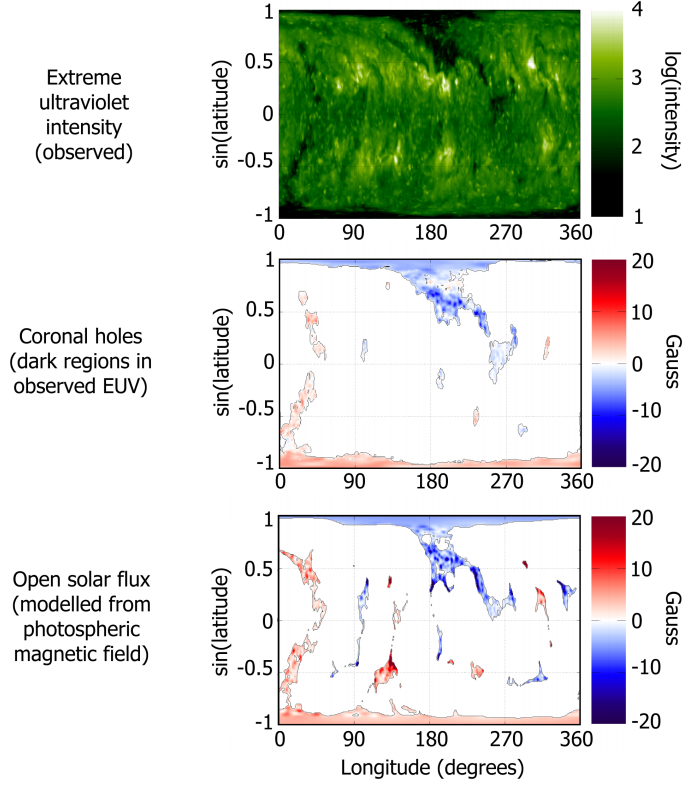 Extreme
ultraviolet
intensity
(observed)
sin(latitude)
1
0.5
0
-0.5
-1
0 90 180 270 360
4
3
2
1
log(intensity)
Coronal holes
(dark regions in
observed EUV)
sin(latitude)
1
0.5
0
-0.5
-1
0 90 180 270 360
20
10
0
-10
-20
Gauss
Open solar flux
(modelled from
photospheric
magnetic field)
sin(latitude)
1
0.5
0
-0.5
-1
0 90 180 270 360
Longitude (degrees)
20
10
0
-10
-20
Gauss